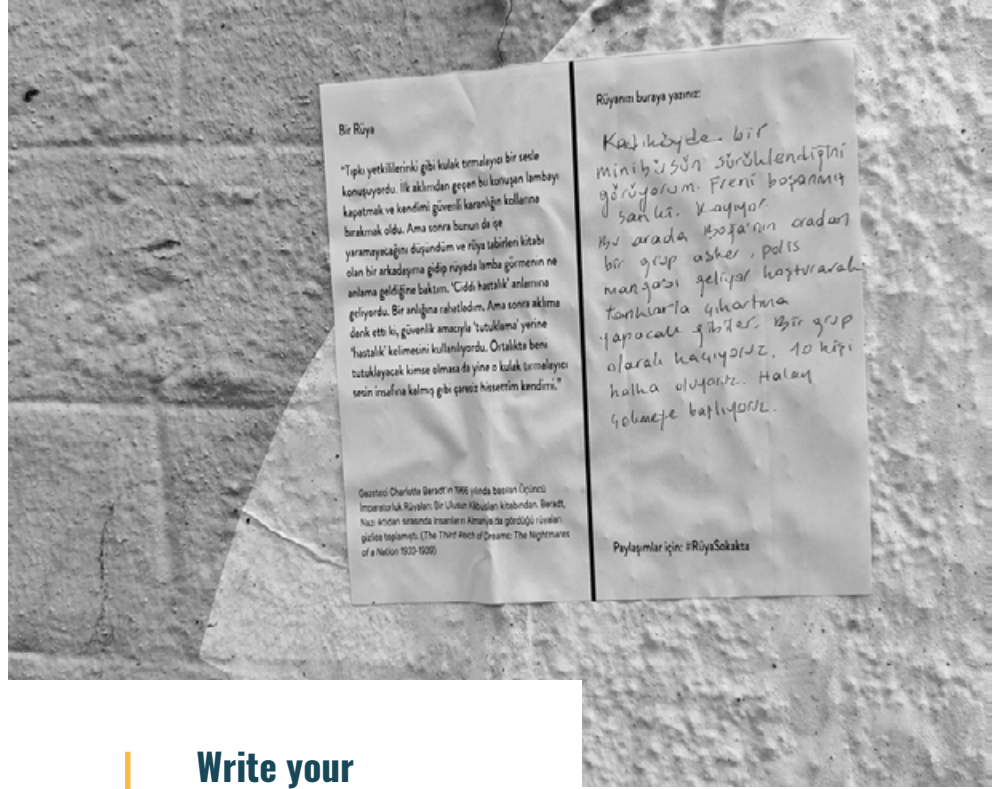 Bir Rüya
"Tıpkı yetkililerinki gibi kulak tırmalayıcı bir sesle
konuşuyordu. İlk aklımdan geçen bu konuşan lambayı
kapatmak ve kendimi güvenli karanlığın kollarına
bırakmak oldu. Ama sonra bunun da işe
yaramayacağını düşündüm ve rüya tabirleri kitabı
olan bir arkadaşıma gidip rüyada lamba görmenin ne
anlama geldiğine baktım. 'Ciddi hastalık' anlamına
geliyordu. Bir anlığına rahatladım. Ama sonra aklıma
dank etti ki, güvenlik amacıyla 'tutuklama' yerine
'hastalık' kelimesini kullanılıyordu. Ortalıkta beni
tutuklayacak kimse olmasa da yine o kulak tırmalayıcı
sesin insafına kalmış gibi çaresiz hissettim kendimi."
Gazeteci Charlotte Beradt'ın 1966 yılında basılan Üçüncü
İmparatorluk Rüyaları: Bir Ulusun Kâbusları kitabından. Beradt,
Nazi iktidarı sırasında insanların Almanya'da gördüğü rüyaları
gizlice toplamıştı. (The Third Reich of Dreams: The Nightmares
of a Nation 1933-1939)
Rüyanızı buraya yazınız:
Kadıköyde bir
minibüsün sürüklendiğini
görüyorum. Freni boşanmış
sanki. Kayıyor.
Bu arada Boğa'nın oradan
bir grup asker, polis
mangası geliyor koşturarak
tanklarla çıkartma
yapacak gibiler. Bir grup
olarak kaçıyoruz. 10 kişi
halka oluyoruz. Halay
çekmeye başlıyoruz.
Paylaşımlar için: #RüyaSokakta
Write your